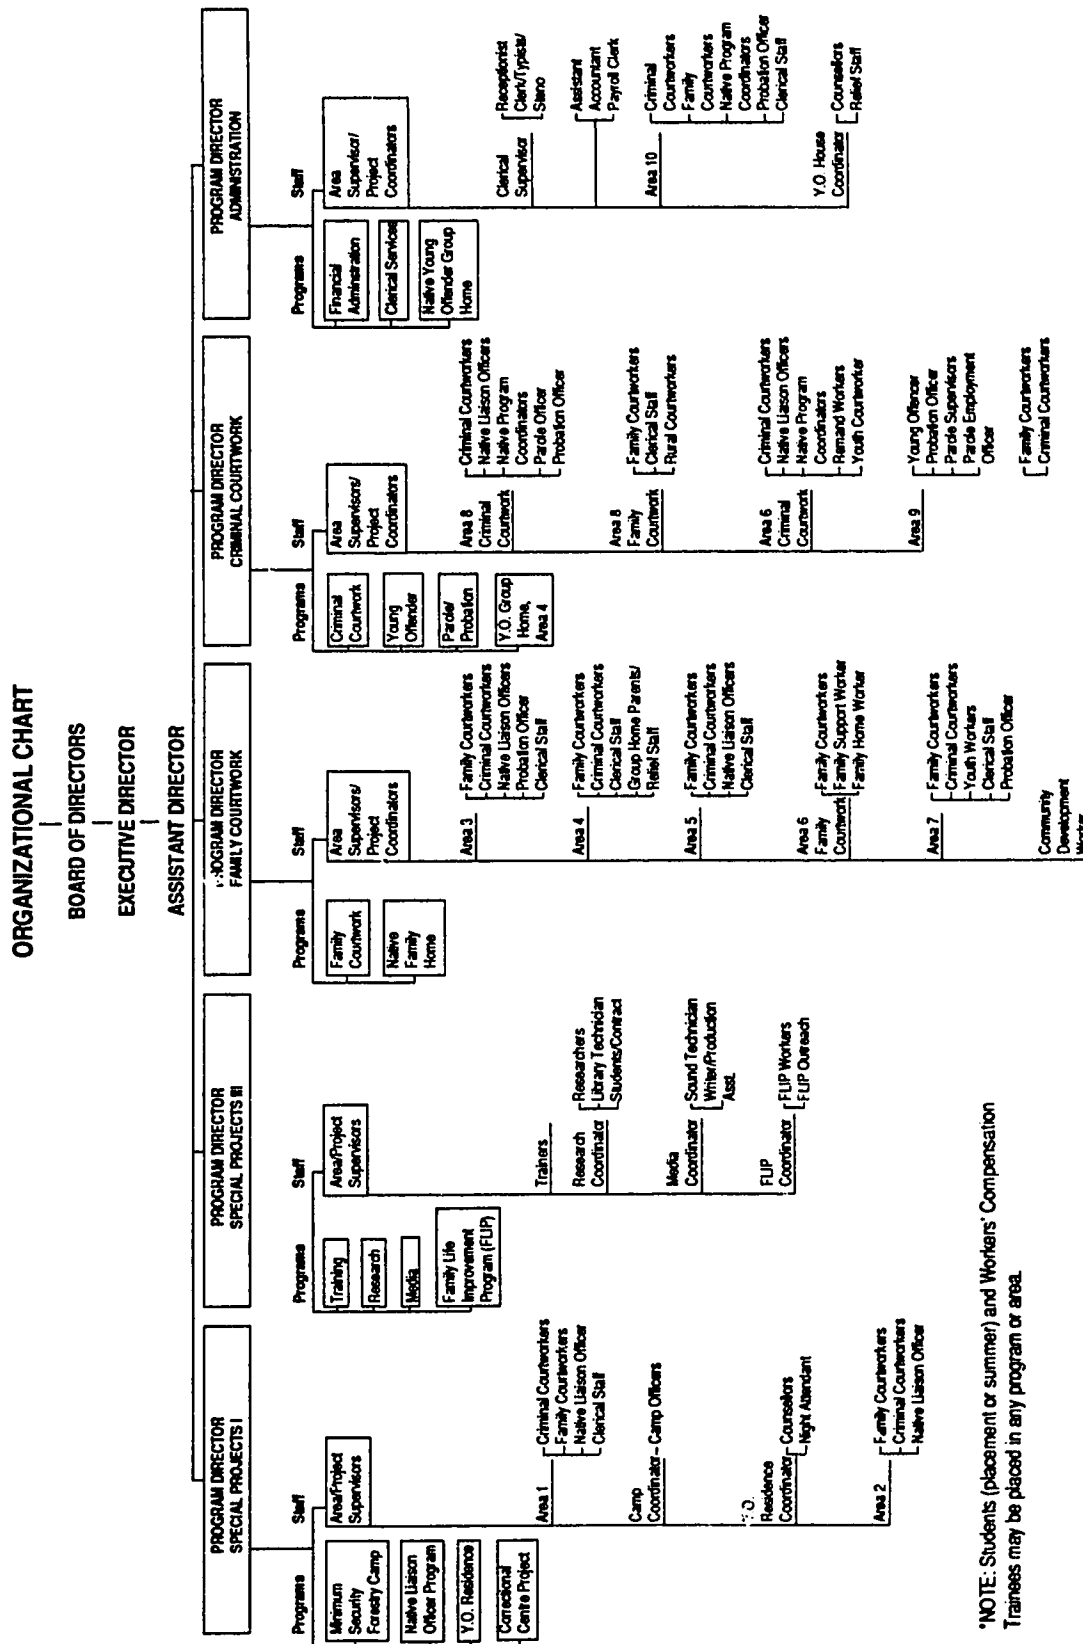 ORGANIZATIONAL CHART
BOARD OF DIRECTORS
EXECUTIVE DIRECTOR
ASSISTANT DIRECTOR
PROGRAM DIRECTOR
SPECIAL PROJECTS I
Programs
Minimum
Security
Forestry Camp
Native Liaison
Officer Program
Y.O. Residence
Correctional
Centre Project
Staff
Area/Project
Supervisors
Area 1
Criminal Courtworkers
Family Courtworkers
Native Liaison Officer
Clerical Staff
Camp
Coordinator
Camp Officers
Residence
Coordinator
Counsellors
Night Attendant
Area 2
Family Courtworkers
Criminal Courtworkers
Native Liaison Officer
PROGRAM DIRECTOR
SPECIAL PROJECTS III
Programs
Training
Research
Media
Family Life
Improvement
Program (FLIP)
Staff
Area/Project
Supervisors
Trainers
Research
Coordinator
Researchers
Library Technician
Students/Contract
Media
Coordinator
Sound Technician
Writer/Production
Asst.
FLIP
Coordinator
FLIP Workers
FLIP Outreach
PROGRAM DIRECTOR
FAMILY COURTWORK
Programs
Family
Courtwork
Native
Family
Home
Staff
Area
Supervisors/
Project
Coordinators
Area 3
Family Courtworkers
Criminal Courtworkers
Native Liaison Officers
Probation Officer
Clerical Staff
Area 4
Family Courtworkers
Criminal Courtworkers
Clerical Staff
Group Home Parents/
Relief Staff
Area 5
Family Courtworkers
Criminal Courtworkers
Native Liaison Officers
Clerical Staff
Area 6
Family
Courtwork
Family Courtworkers
Family Support Worker
Family Home Worker
Area 7
Family Courtworkers
Criminal Courtworkers
Youth Workers
Clerical Staff
Probation Officer
Community
Development
Worker
PROGRAM DIRECTOR
CRIMINAL COURTWORK
Programs
Criminal
Courtwork
Young
Offender
Parole/
Probation
Y.O. Group
Home,
Area 4
Staff
Area
Supervisors/
Project
Coordinators
Area 8
Criminal
Courtwork
Criminal Courtworkers
Native Liaison Officers
Native Program
Coordinators
Parole Officer
Probation Officer
Area 8
Family
Courtwork
Family Courtworkers
Clerical Staff
Rural Courtworkers
Area 6
Criminal
Courtwork
Criminal Courtworkers
Native Liaison Officers
Native Program
Coordinators
Remand Workers
Youth Courtworker
Area 9
Young Offencer
Probation Officer
Parole Supervisors
Parole Employment
Officer
Family Courtworkers
Criminal Courtworkers
PROGRAM DIRECTOR
ADMINISTRATION
Programs
Financial
Administration
Clerical Services
Native Young
Offender Group
Home
Staff
Area
Supervisor/
Project
Coordinators
Clerical
Supervisor
Receptionist
Clerk/Typists/
Steno
Assistant
Accountant
Payroll Clerk
Area 10
Criminal
Courtworkers
Family
Courtworkers
Native Program
Coordinators
Probation Officer
Clerical Staff
Y.O. House
Coordinator
Counsellors
Relief Staff
*NOTE: Students (placement or summer) and Workers' Compensation
Trainees may be placed in any program or area.